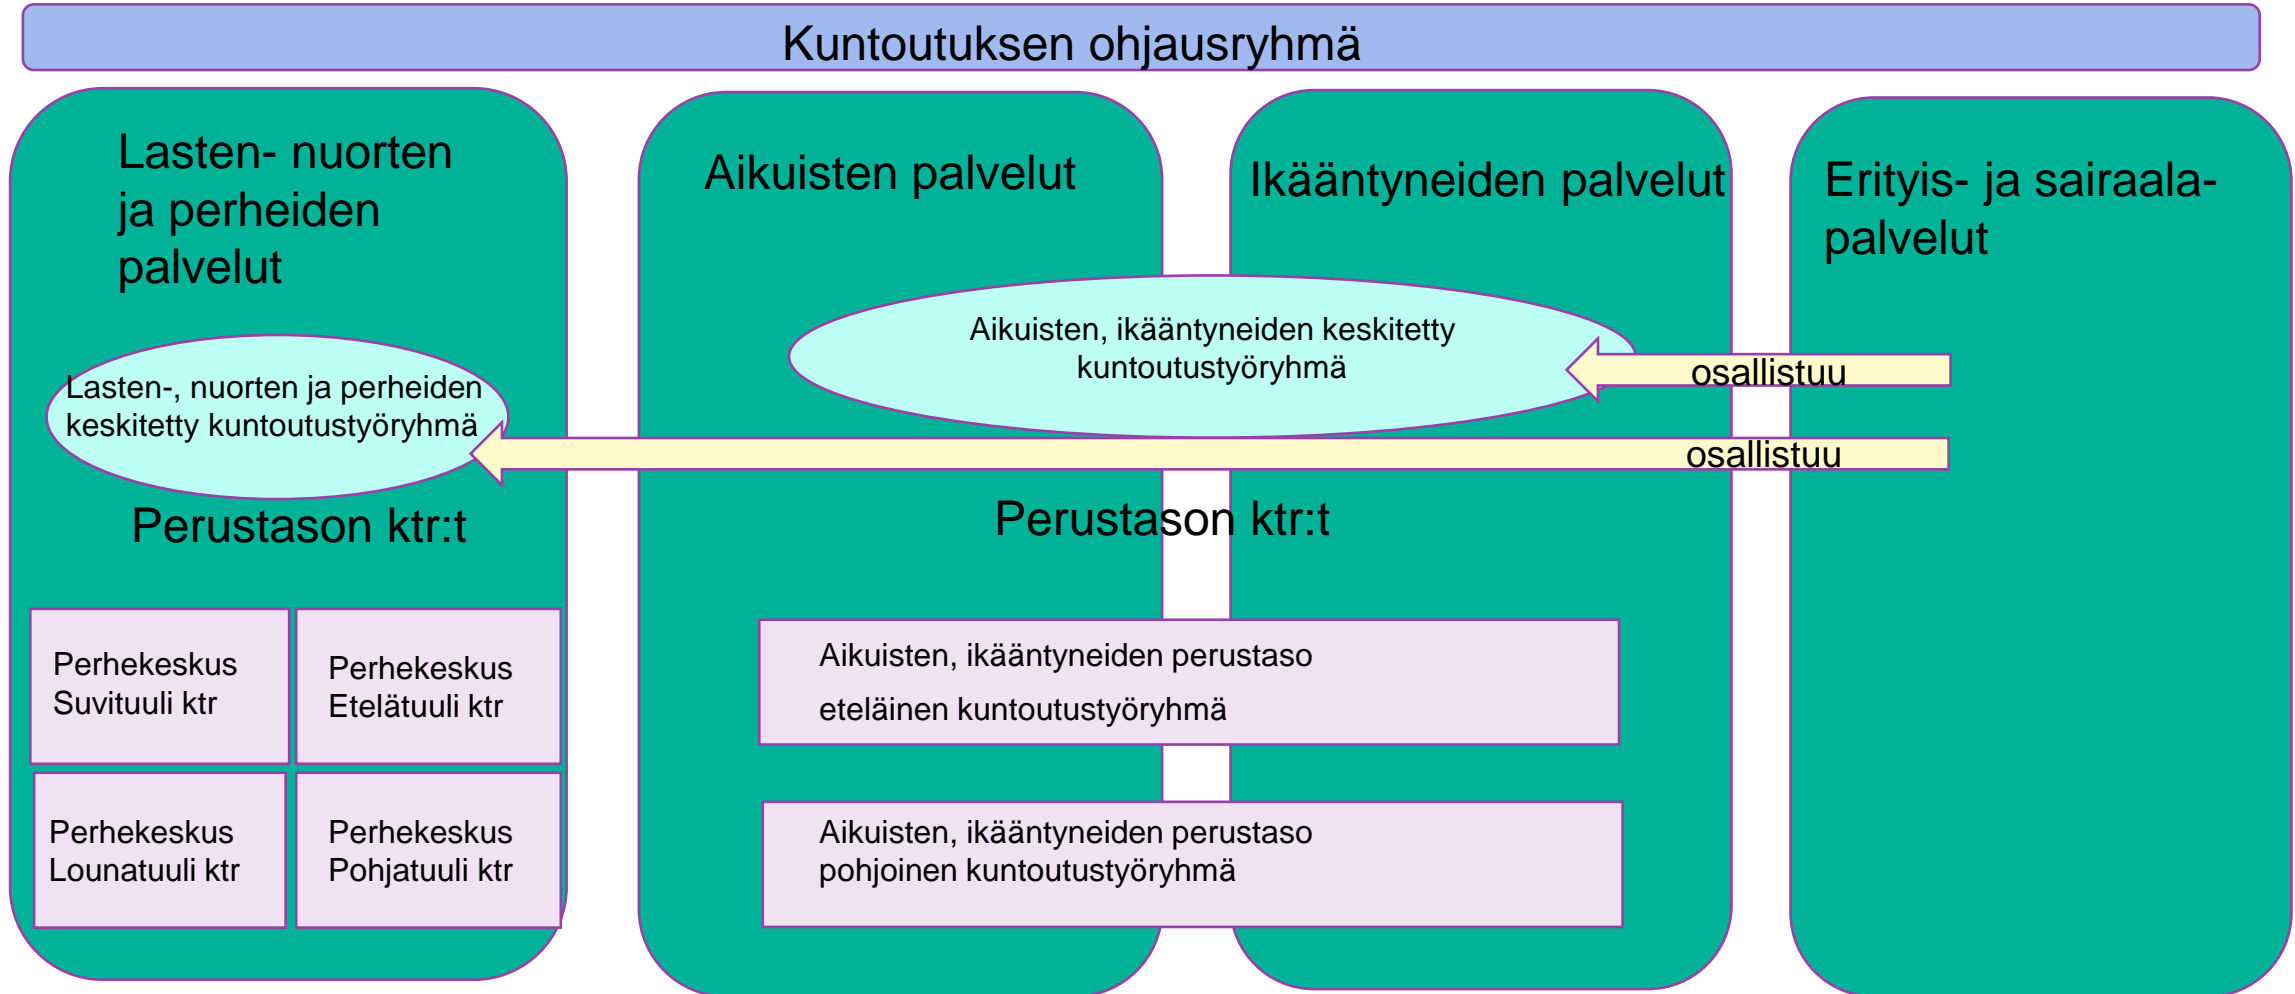 Kuntoutuksen ohjausryhmä
Lasten- nuorten
ja perheiden
palvelut
Aikuisten palvelut
Ikääntyneiden palvelut
Erityis- ja sairaala-
palvelut
Lasten-, nuorten ja perheiden
keskitetty kuntoutustyöryhmä
Aikuisten, ikääntyneiden keskitetty
kuntoutustyöryhmä
osallistuu
osallistuu
Perustason ktr:t
Perustason ktr:t
Perhekeskus
Suvituuli ktr
Perhekeskus
Etelätuuli ktr
Perhekeskus
Lounatuuli ktr
Perhekeskus
Pohjatuuli ktr
Aikuisten, ikääntyneiden perustaso
eteläinen kuntoutustyöryhmä
Aikuisten, ikääntyneiden perustaso
pohjoinen kuntoutustyöryhmä